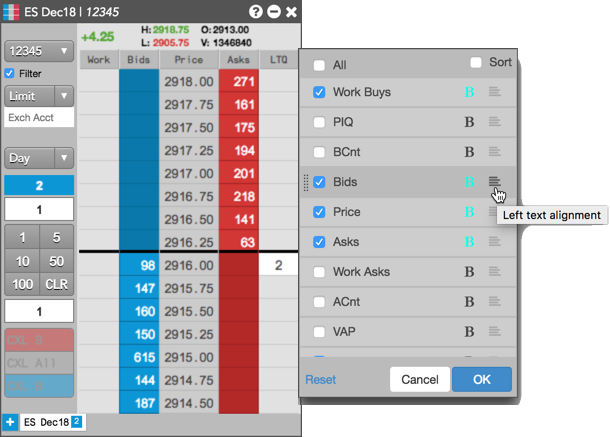 ES Dec18 | 12345
+4.25
H: 2918.75 O: 2913.00
L: 2905.75 V: 1346840
12345
Filter
Limit
Exch Acct
Day
2
1
1 5
10 50
100 CLR
1
CXL B
CXL All
Work Bids Price Asks LTQ
2918.00 271
2917.75 161
2917.50 175
2917.25 194
2917.00 201
2916.75 218
2916.50 141
2916.25 63
98 2916.00 2
147 2915.75
160 2915.50
150 2915.25
615 2915.00
144 2914.75
187 2914.50
+ ES Dec18 2
All Sort
Work Buys B
PIQ B
BCnt B
Bids B
Left text alignment
Price B
Asks B
Work Asks B
ACnt B
VAP B
Reset Cancel OK